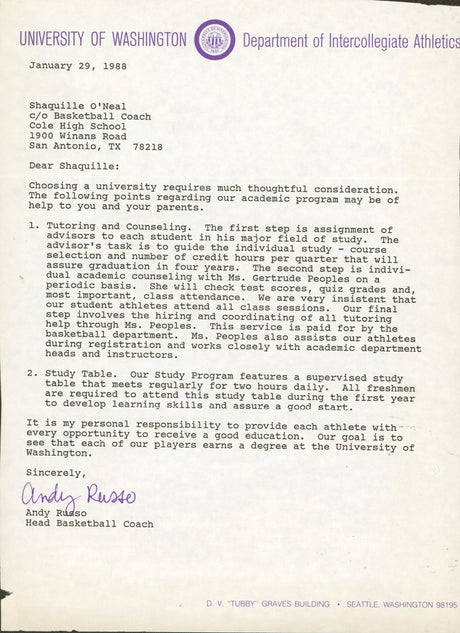 UNIVERSITY OF WASHINGTON Department of Intercollegiate Athletics
January 29, 1988
Shaquille O'Neal
c/o Basketball Coach
Cole High School
1900 Winans Road
San Antonio, TX 78218
Dear Shaquille:
Choosing a university requires much thoughtful consideration.
The following points regarding our academic program may be of
help to you and your parents.
1. Tutoring and Counseling. The first step is assignment of
advisors to each student in his major field of study. The
advisor's task is to guide the individual study - course
selection and number of credit hours per quarter that will
assure graduation in four years. The second step is indivi-
dual academic counseling with Ms. Gertrude Peoples on a
periodic basis. She will check test scores, quiz grades and,
most important, class attendance. We are very insistent that
our student athletes attend all class sessions. Our final
step involves the hiring and coordinating of all tutoring
help through Ms. Peoples. This service is paid for by the
basketball department. Ms. Peoples also assists our athletes
during registration and works closely with academic department
heads and instructors.
2. Study Table. Our Study Program features a supervised study
table that meets regularly for two hours daily. All freshmen
are required to attend this study table during the first year
to develop learning skills and assure a good start.
It is my personal responsibility to provide each athlete with
every opportunity to receive a good education. Our goal is to
see that each of our players earns a degree at the University of
Washington.
Sincerely,
Andy Russo
Andy Russo
Head Basketball Coach
D. V. "TUBBY" GRAVES BUILDING • SEATTLE, WASHINGTON 98195